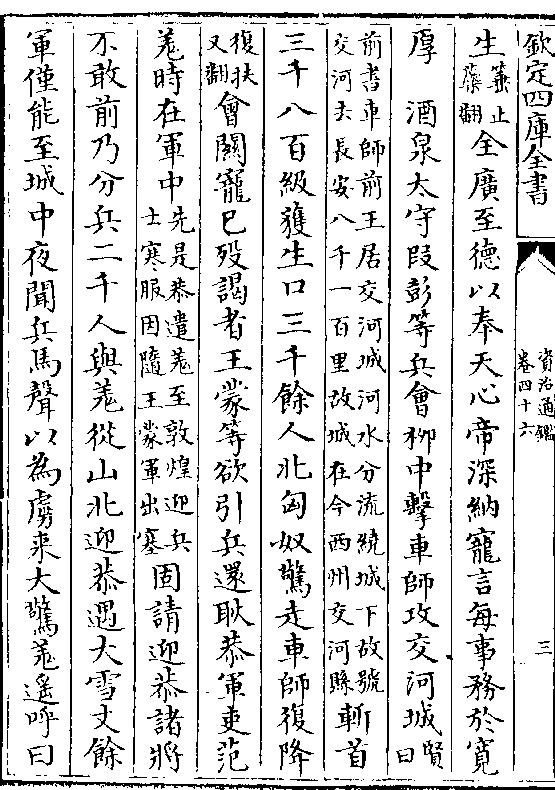 欽定四庫全書
資治通鑑
卷四十六
三
生箠止蘂翻全廣至德以奉天心帝深納寵言每事務於寛
厚　酒泉太守段彭等兵會栁中擊車師攻交河城賢曰
前書車師前王居交河城河水分流繞城下故號交河去長安八千一百里故城在今西州交河縣斬首
三千八百級獲生口三千餘人北匈奴驚走車師復降
復扶又翻會關寵已殁謁者王蒙等欲引兵還耿恭軍吏范
羌時在軍中先是恭遣羌至敦煌迎兵士寒服因隨王蒙軍出塞固請迎恭諸將
不敢前乃分兵二千人與羌從山北迎恭遇大雪丈餘
軍僅能至城中夜聞兵馬聲以為虜来大驚羌遥呼曰